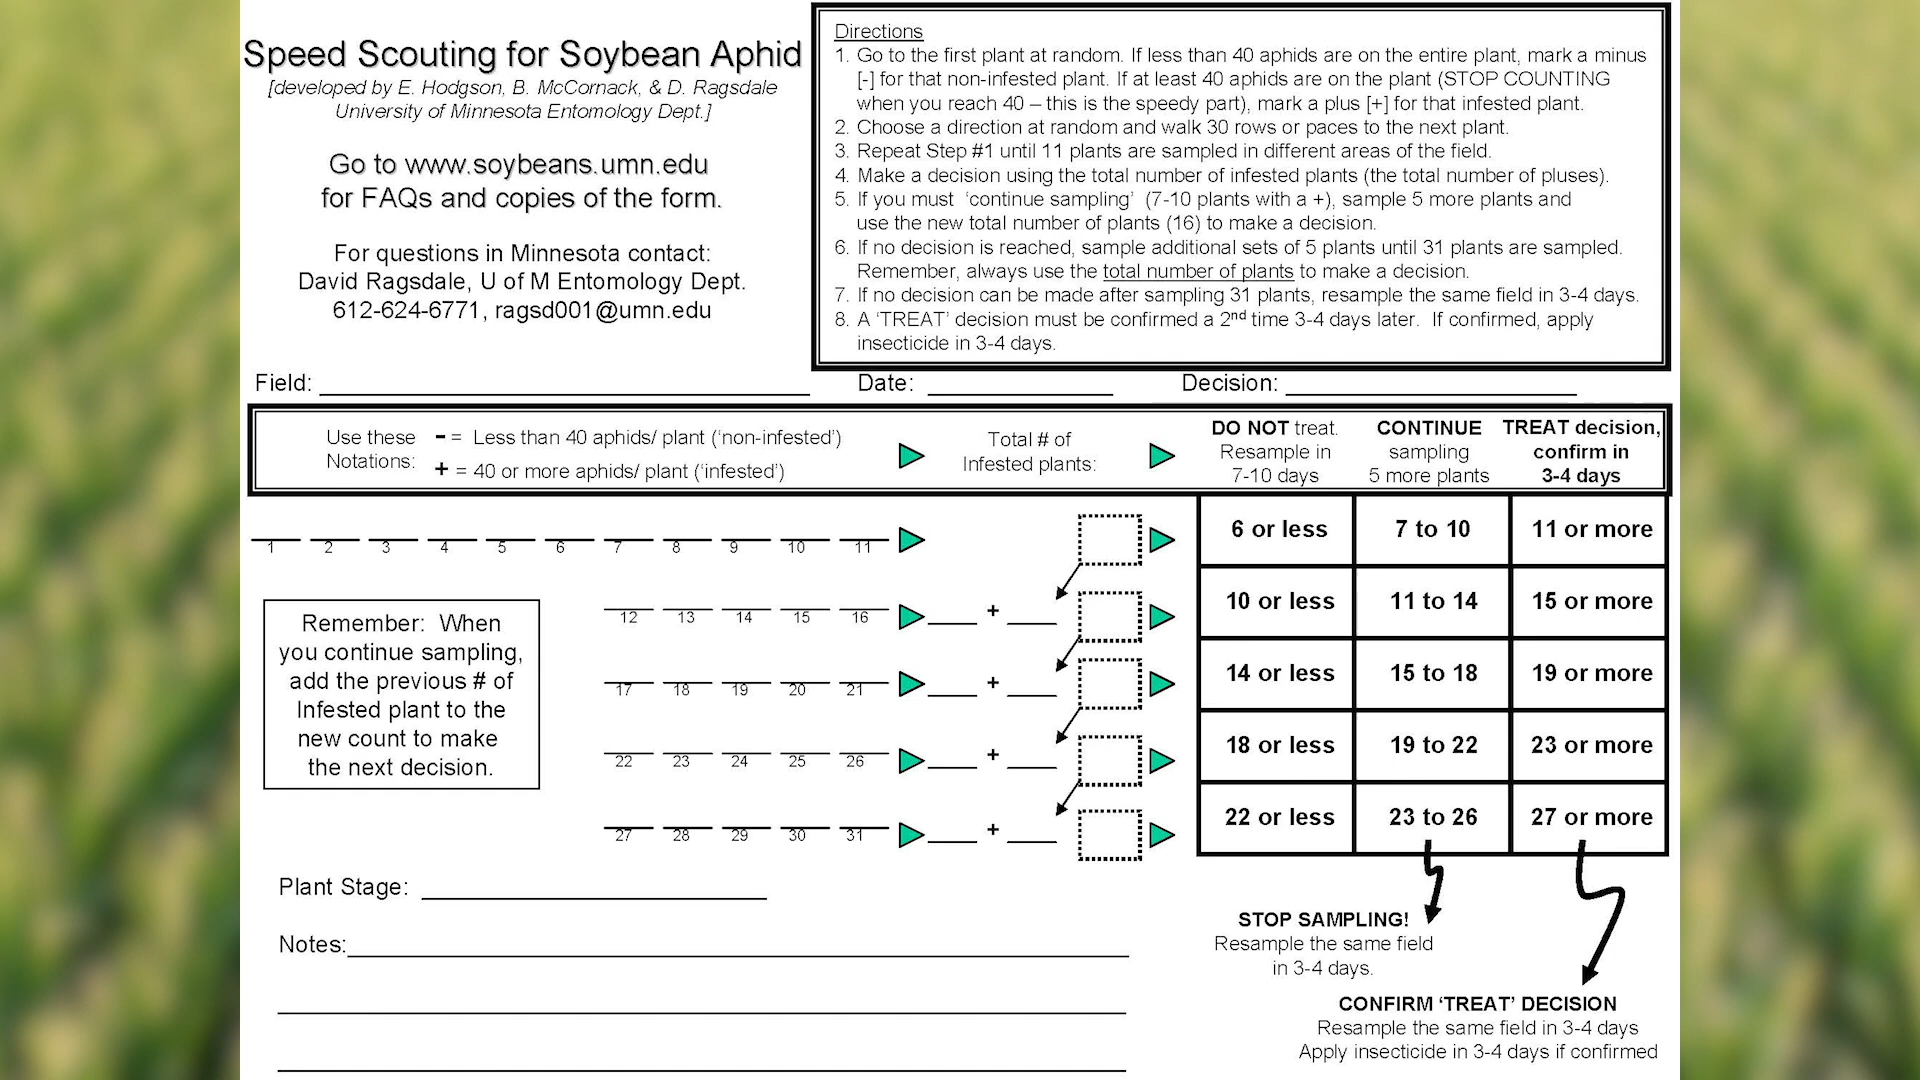 Speed Scouting for Soybean Aphid
[developed by E. Hodgson, B. McCornack, & D. Ragsdale
University of Minnesota Entomology Dept.]
Go to www.soybeans.umn.edu
for FAQs and copies of the form.
For questions in Minnesota contact:
David Ragsdale, U of M Entomology Dept.
612-624-6771, ragsd001@umn.edu
Directions
1. Go to the first plant at random. If less than 40 aphids are on the entire plant, mark a minus
[-] for that non-infested plant. If at least 40 aphids are on the plant (STOP COUNTING
when you reach 40 – this is the speedy part), mark a plus [+] for that infested plant.
2. Choose a direction at random and walk 30 rows or paces to the next plant.
3. Repeat Step #1 until 11 plants are sampled in different areas of the field.
4. Make a decision using the total number of infested plants (the total number of pluses).
5. If you must 'continue sampling' (7-10 plants with a +), sample 5 more plants and
use the new total number of plants (16) to make a decision.
6. If no decision is reached, sample additional sets of 5 plants until 31 plants are sampled.
Remember, always use the total number of plants to make a decision.
7. If no decision can be made after sampling 31 plants, resample the same field in 3-4 days.
8. A 'TREAT' decision must be confirmed a 2nd time 3-4 days later. If confirmed, apply
insecticide in 3-4 days.
Field: Date: Decision:
Use these
Notations:
- = Less than 40 aphids/ plant ('non-infested')
+ = 40 or more aphids/ plant ('infested')
Total # of
Infested plants:
DO NOT treat.
Resample in
7-10 days
CONTINUE
sampling
5 more plants
TREAT decision,
confirm in
3-4 days
1 2 3 4 5 6 7 8 9 10 11
6 or less 7 to 10 11 or more
12 13 14 15 16 +
10 or less 11 to 14 15 or more
17 18 19 20 21 +
14 or less 15 to 18 19 or more
22 23 24 25 26 +
18 or less 19 to 22 23 or more
27 28 29 30 31 +
22 or less 23 to 26 27 or more
Remember: When
you continue sampling,
add the previous # of
Infested plant to the
new count to make
the next decision.
Plant Stage:
Notes:
STOP SAMPLING!
Resample the same field
in 3-4 days.
CONFIRM 'TREAT' DECISION
Resample the same field in 3-4 days
Apply insecticide in 3-4 days if confirmed